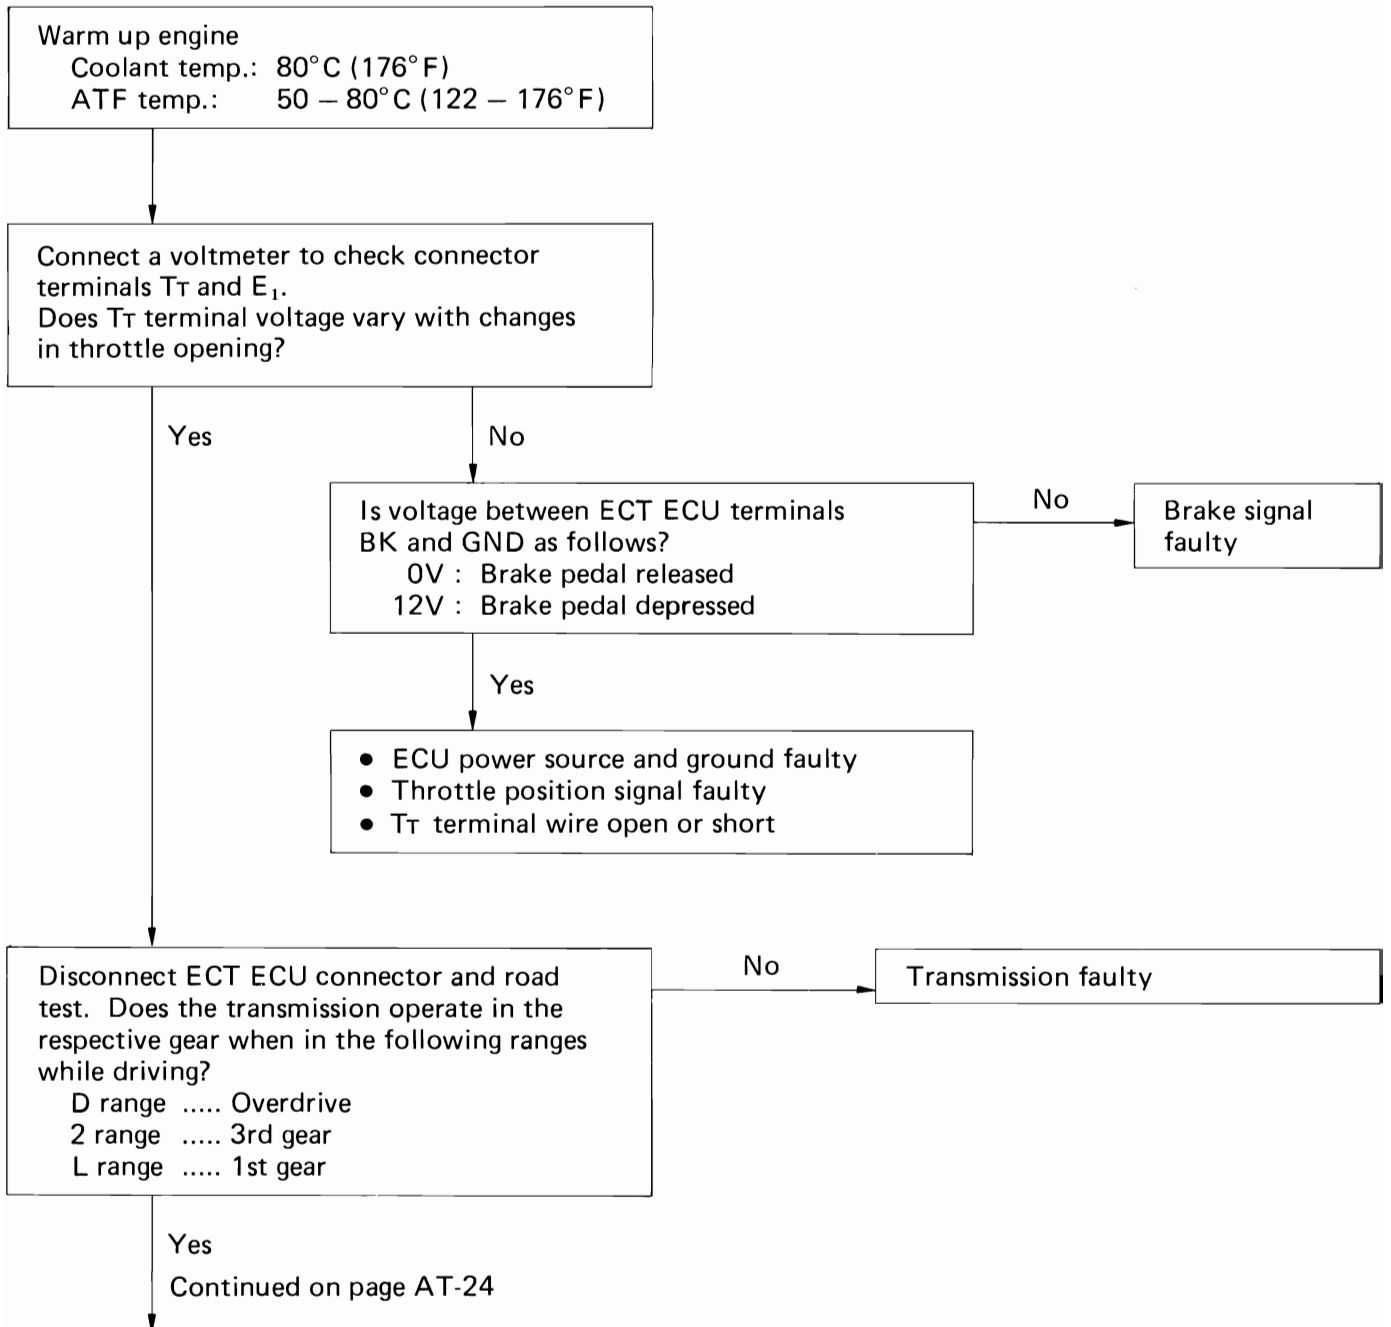 Warm up engine
Coolant temp.: 80°C (176°F)
ATF temp.: 50 – 80°C (122 – 176°F)
Connect a voltmeter to check connector
terminals TT and E₁.
Does TT terminal voltage vary with changes
in throttle opening?
Yes
No
Is voltage between ECT ECU terminals
BK and GND as follows?
0V : Brake pedal released
12V : Brake pedal depressed
No
Brake signal
faulty
Yes
• ECU power source and ground faulty
• Throttle position signal faulty
• TT terminal wire open or short
Disconnect ECT ECU connector and road
test. Does the transmission operate in the
respective gear when in the following ranges
while driving?
D range ..... Overdrive
2 range ..... 3rd gear
L range ..... 1st gear
No
Transmission faulty
Yes
Continued on page AT-24